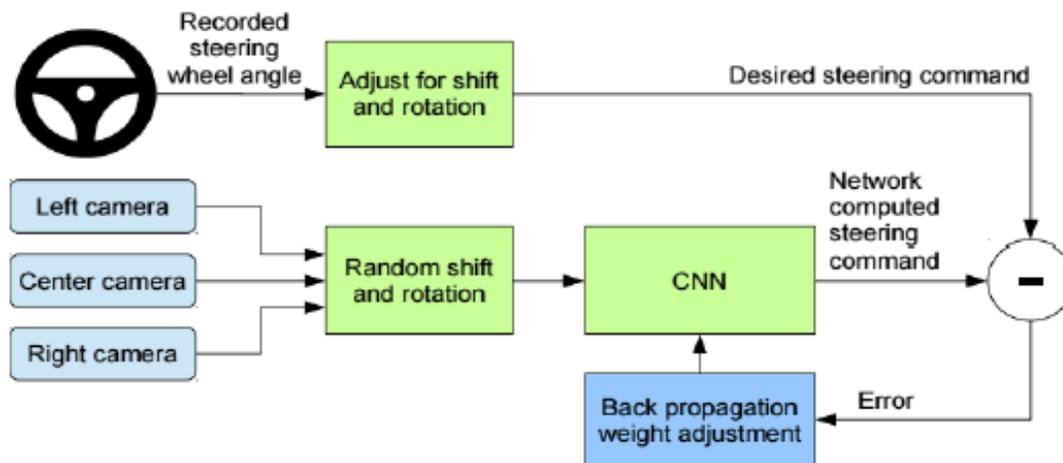 Recorded
steering
wheel angle
Adjust for shift
and rotation
Desired steering command
Left camera
Center camera
Right camera
Random shift
and rotation
CNN
Network
computed
steering
command
-
Back propagation
weight adjustment
Error